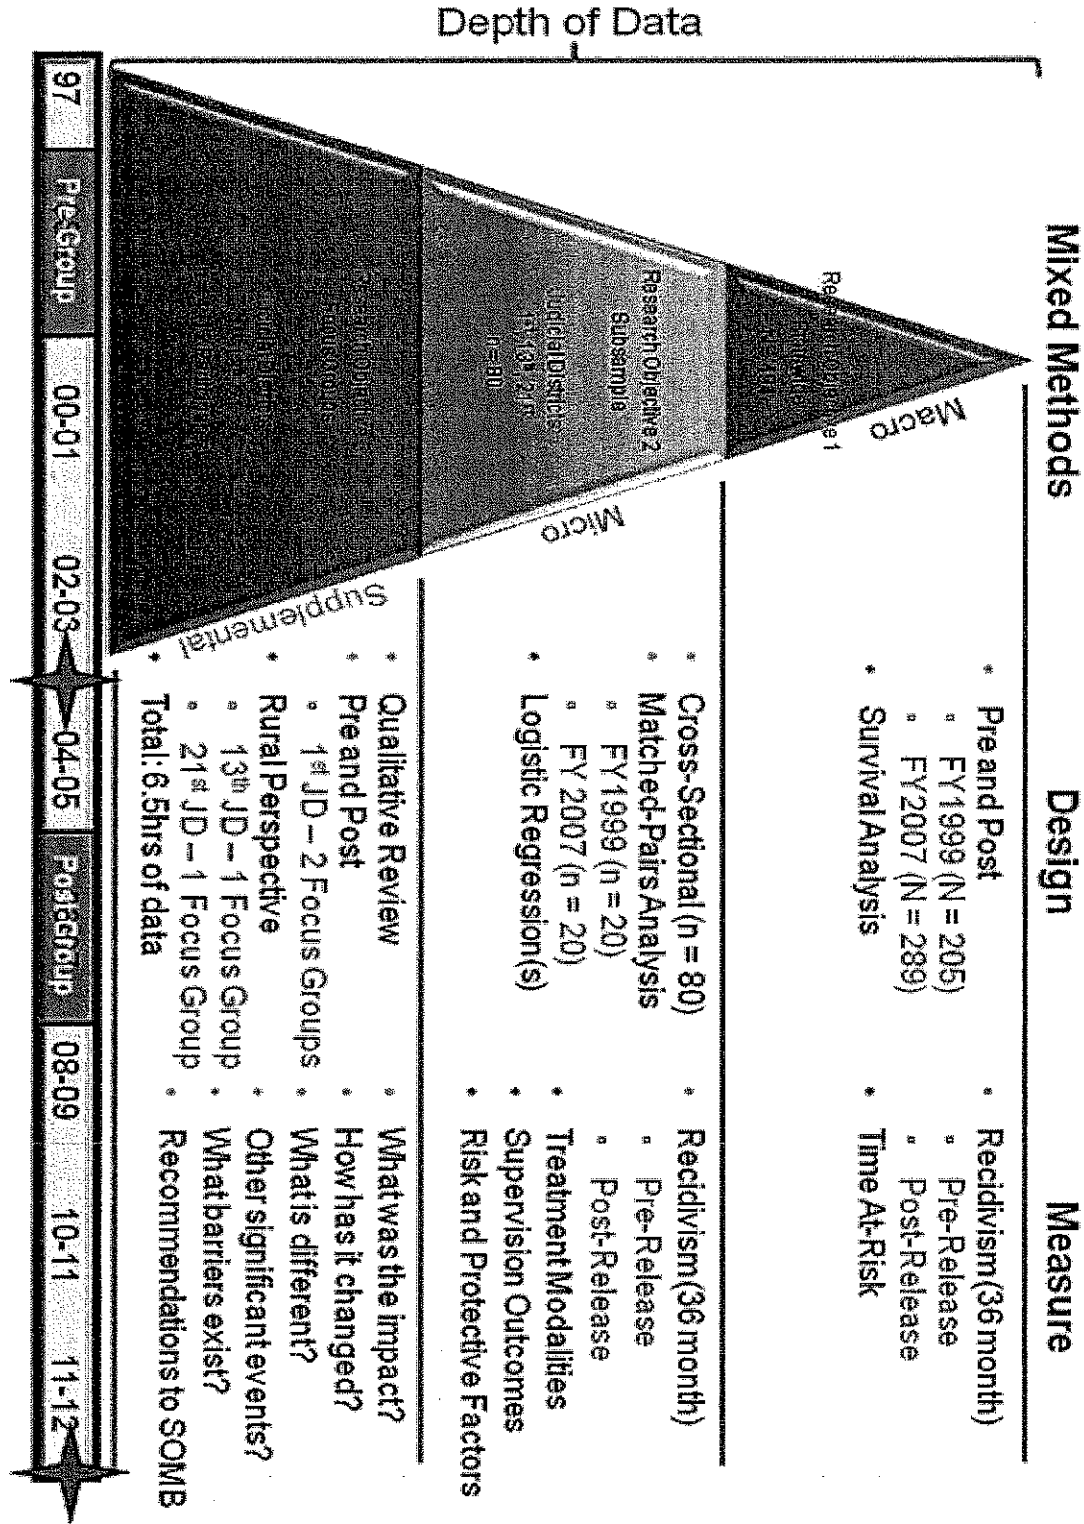 Depth of Data
Mixed Methods
Design
Measure
Macro
Research Objective 1
• Pre and Post
▫ FY1999 (N = 205)
▫ FY2007 (N = 289)
• Survival Analysis
• Recidivism (36 month)
▫ Pre-Release
▫ Post-Release
• Time At-Risk
Micro
Research Objective 2
Subsample
Judicial Districts
n = 80
• Cross-Sectional (n = 80)
• Matched-Pairs Analysis
▫ FY1999 (n = 20)
▫ FY 2007 (n = 20)
• Logistic Regression(s)
• Recidivism (36 month)
▫ Pre-Release
▫ Post-Release
• Treatment Modalities
• Supervision Outcomes
• Risk and Protective Factors
Supplemental
• Qualitative Review
• Pre and Post
▫ 1st JD – 2 Focus Groups
• Rural Perspective
▫ 13th JD – 1 Focus Group
▫ 21st JD – 1 Focus Group
• Total: 6.5hrs of data
• What was the impact?
• How has it changed?
• What is different?
• Other significant events?
• What barriers exist?
• Recommendations to SOMB
97
Pre-Group
00-01
02-03
04-05
Post Group
08-09
10-11
11-12